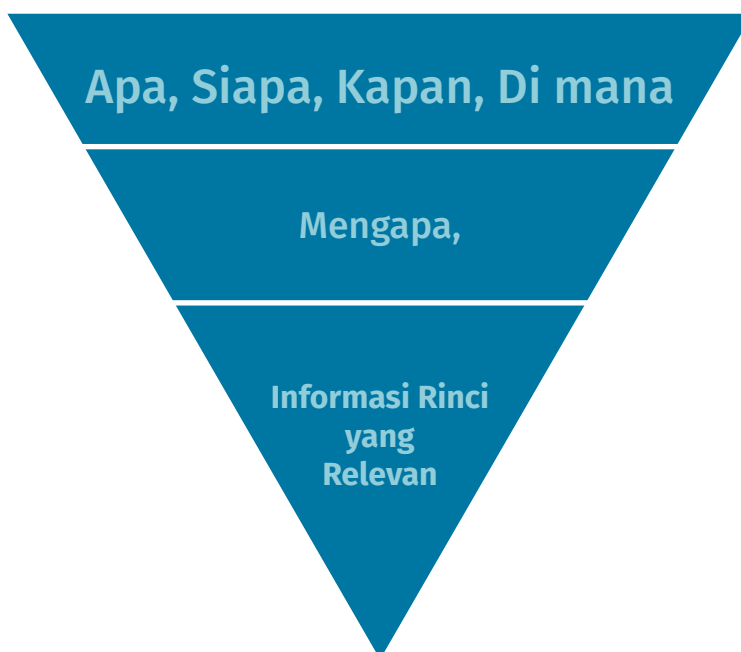 Apa, Siapa, Kapan, Di mana
Mengapa,
Informasi Rinci
yang
Relevan